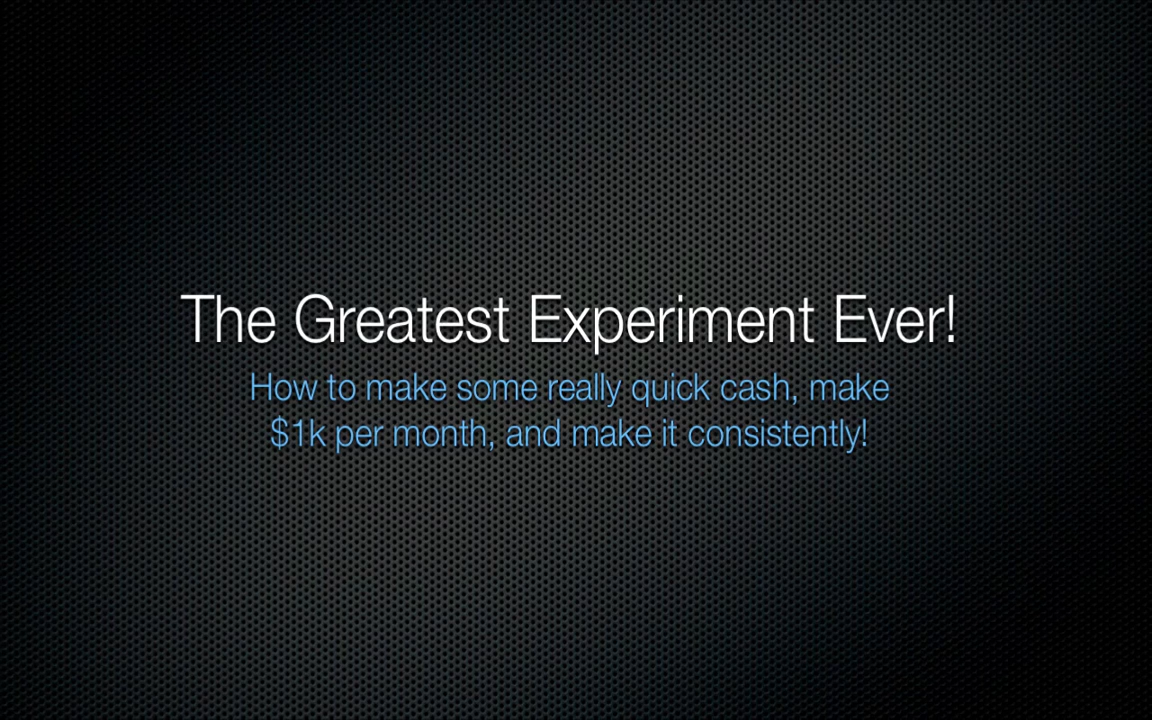 The Greatest Experiment Ever!
How to make some really quick cash, make
$1k per month, and make it consistently!